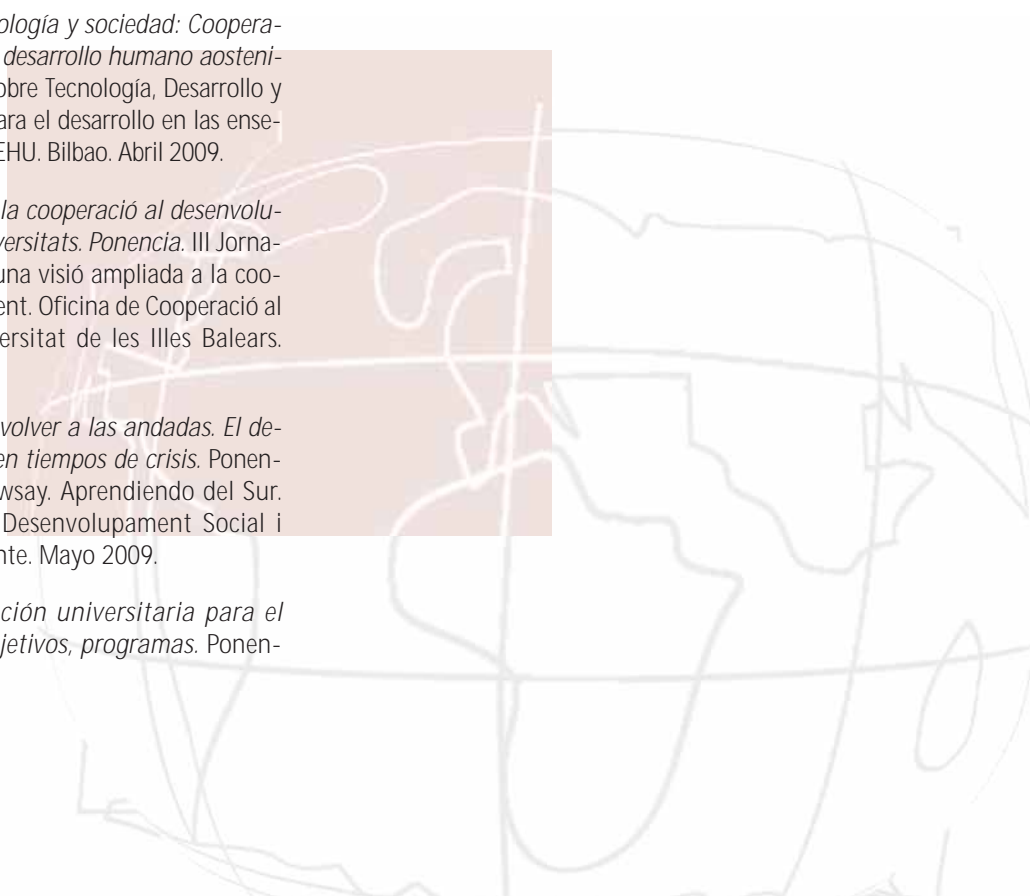 ología y sociedad: Coopera-
desarrollo humano aosteni-
obre Tecnología, Desarrollo y
ara el desarrollo en las ense-
EHU. Bilbao. Abril 2009.
la cooperació al desenvolu-
versitats. Ponencia. III Jorna-
una visió ampliada a la coo-
ent. Oficina de Cooperació al
ersitat de les Illes Balears.
volver a las andadas. El de-
en tiempos de crisis. Ponen-
wsay. Aprendiendo del Sur.
Desenvolupament Social i
nte. Mayo 2009.
ción universitaria para el
jetivos, programas. Ponen-